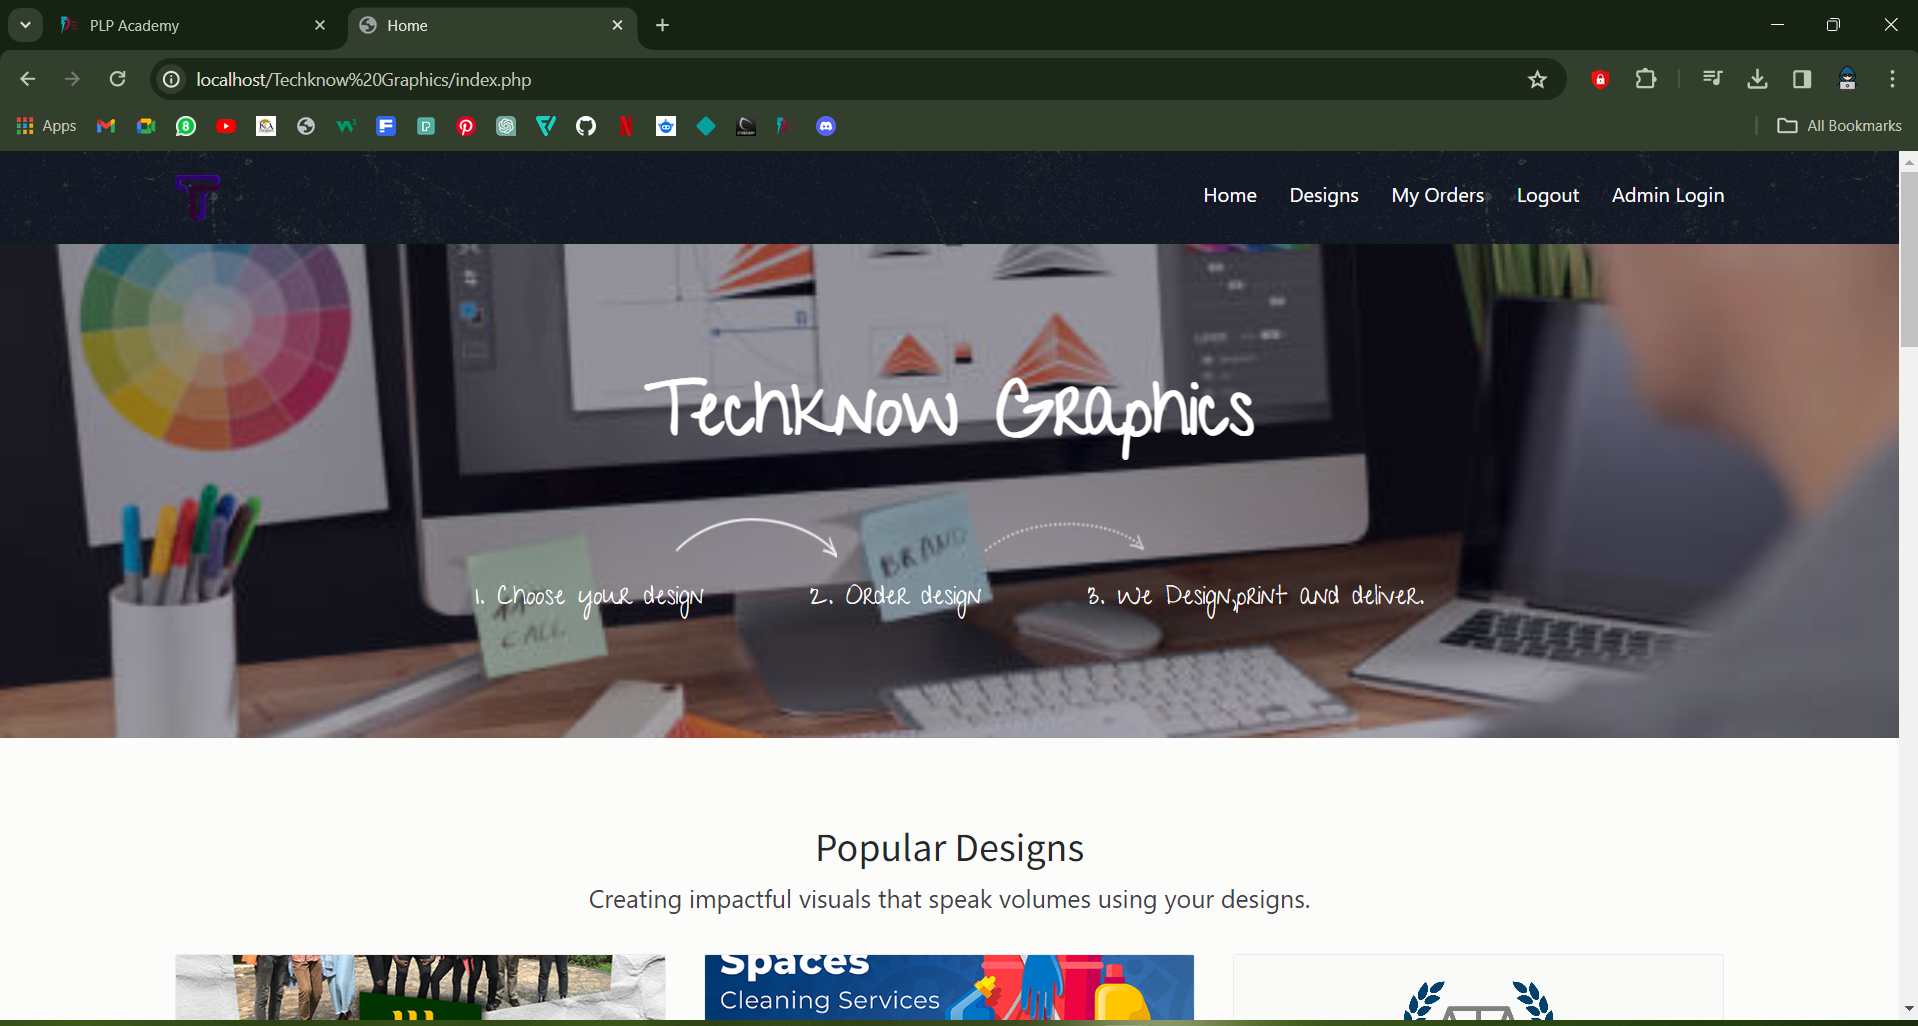 PLP Academy
Home
localhost/Techknow%20Graphics/index.php
Apps
All Bookmarks
Home Designs My Orders Logout Admin Login
Techknow Graphics
BRAND
1. Choose your design
2. Order design
3. We Design,print and deliver.
CALL
Popular Designs
Creating impactful visuals that speak volumes using your designs.
Spaces
Cleaning Services